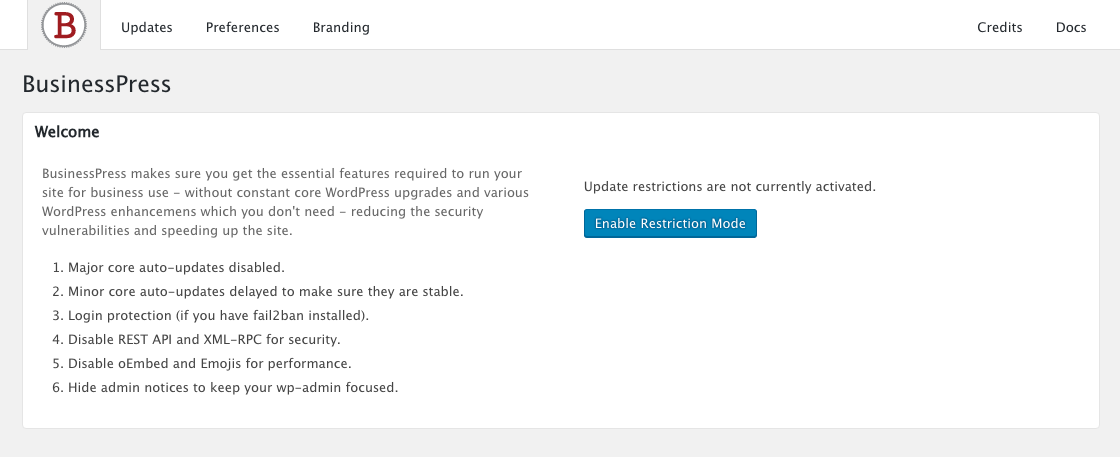 B
Updates
Preferences
Branding
Credits
Docs
BusinessPress
Welcome
BusinessPress makes sure you get the essential features required to run your
site for business use – without constant core WordPress upgrades and various
WordPress enhancemens which you don't need – reducing the security
vulnerabilities and speeding up the site.
1. Major core auto-updates disabled.
2. Minor core auto-updates delayed to make sure they are stable.
3. Login protection (if you have fail2ban installed).
4. Disable REST API and XML-RPC for security.
5. Disable oEmbed and Emojis for performance.
6. Hide admin notices to keep your wp-admin focused.
Update restrictions are not currently activated.
Enable Restriction Mode